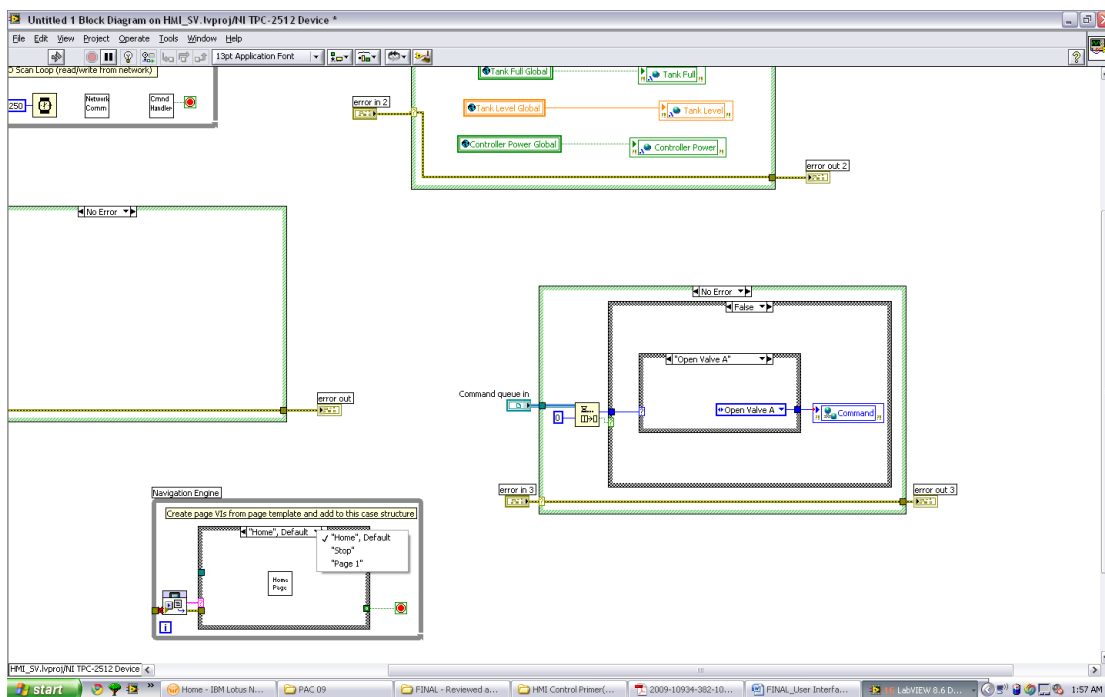 Untitled 1 Block Diagram on HMI_SV.lvproj/NI TPC-2512 Device *
File Edit View Project Operate Tools Window Help
13pt Application Font
O Scan Loop (read/write from network)
250
Network Comm
Cmnd Handler
error in 2
Tank Full Global
Tank Full
Tank Level Global
Tank Level
Controller Power Global
Controller Power
error out 2
No Error
error out
No Error
False
"Open Valve A"
Command queue in
0
Open Valve A
Command
error in 3
error out 3
Navigation Engine
Create page VIs from page template and add to this case structure
"Home", Default
"Home", Default
"Stop"
"Page 1"
Home Page
i
HMI_SV.lvproj/NI TPC-2512 Device
start
Home - IBM Lotus N...
PAC 09
FINAL - Reviewed a...
HMI Control Primer(...
2009-10934-382-10...
FINAL_User Interfa...
LabVIEW 8.6 D...
1:57 AM